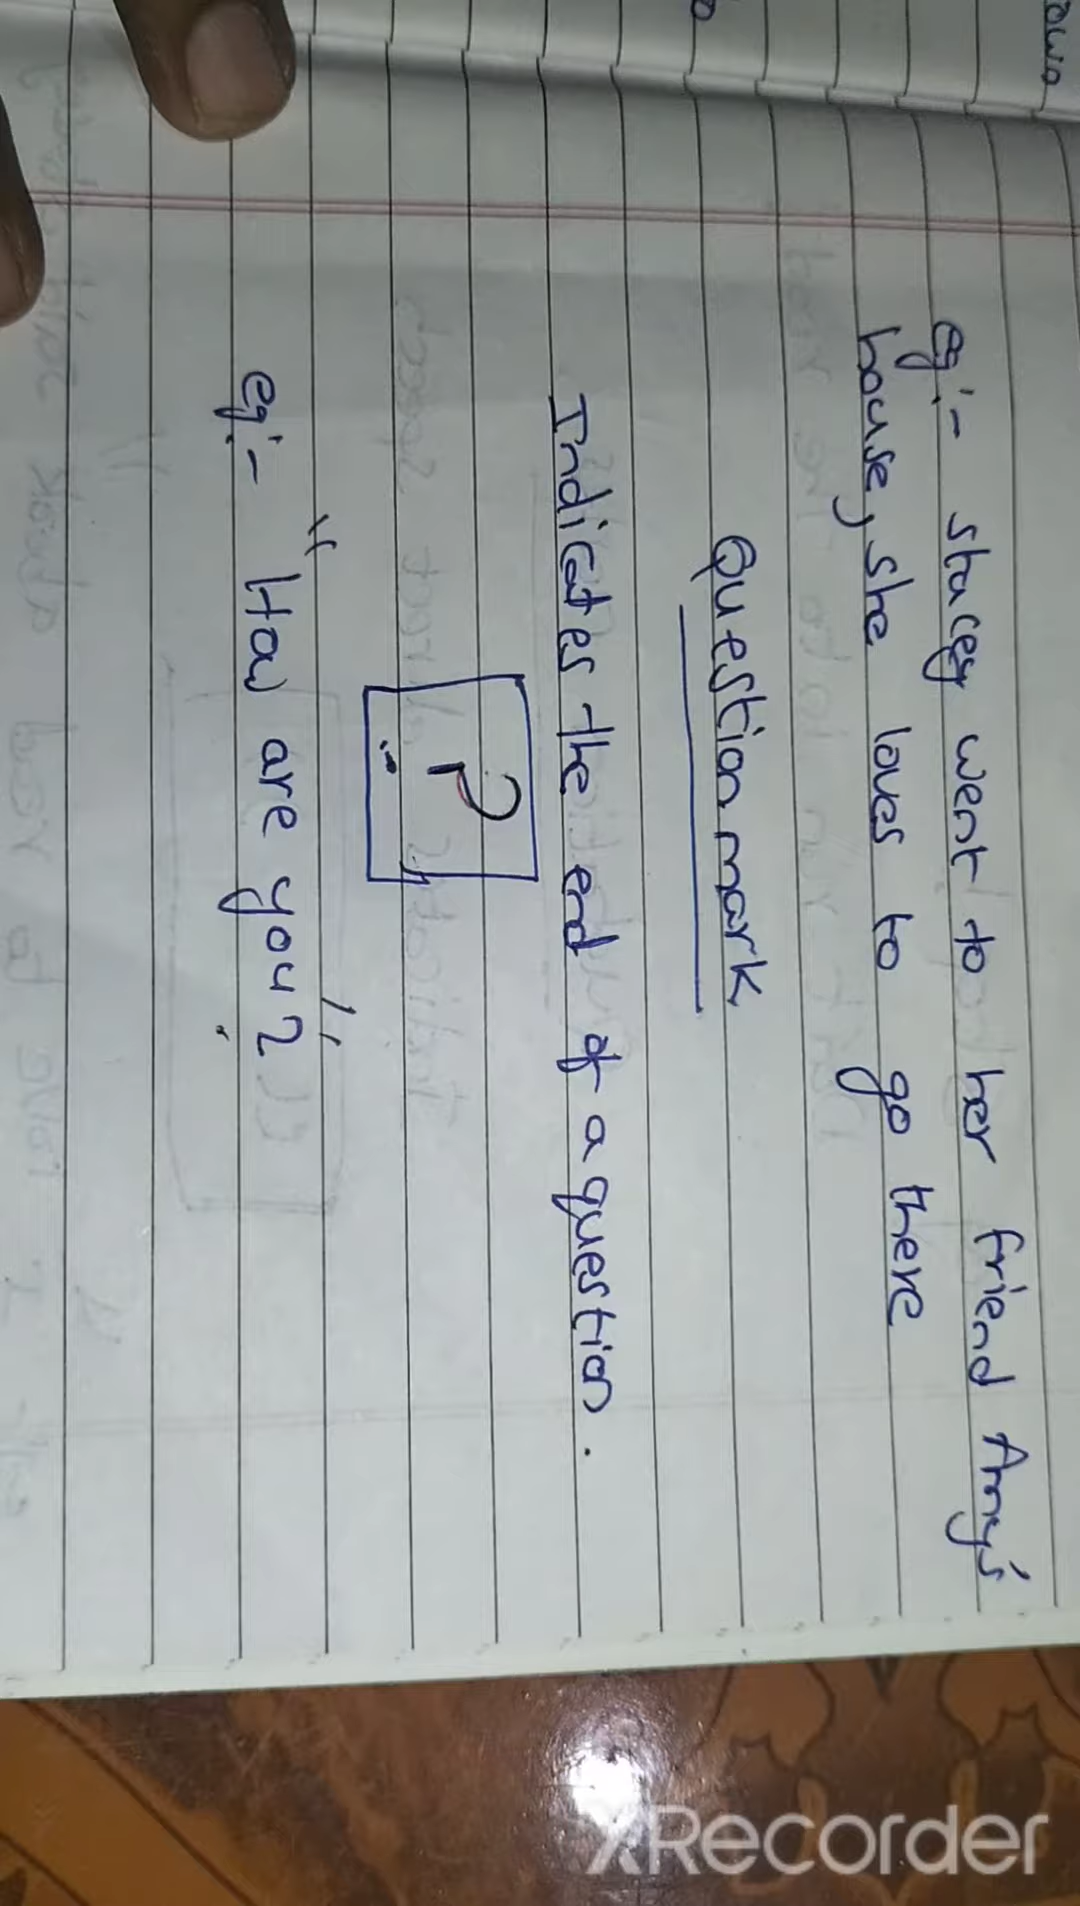 eg:- stacey went to her friend Amy's
house, she loves to go there
Question mark
Indicates the end of a question.
?
eg:- "How are you?"
XRecorder